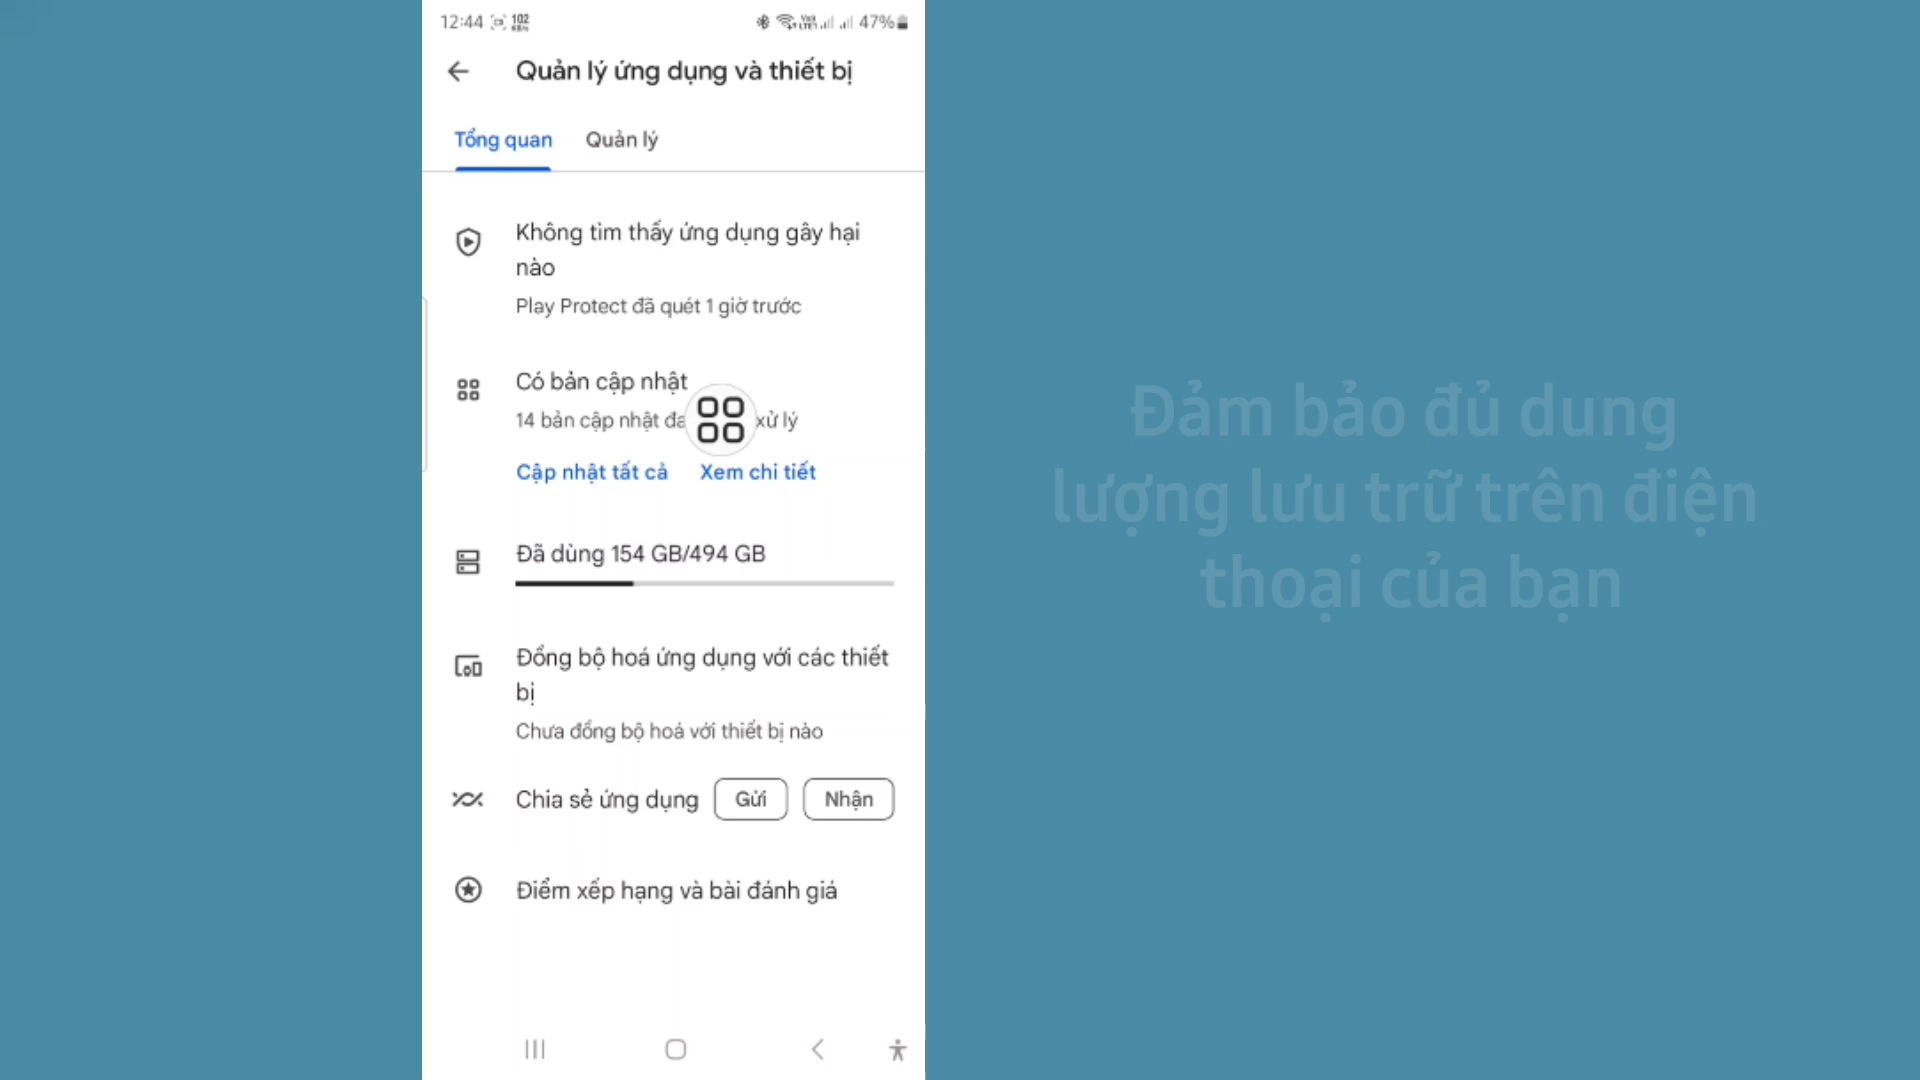 12:44 102 KB/s 47%
Quản lý ứng dụng và thiết bị
Tổng quan Quản lý
Không tìm thấy ứng dụng gây hại
nào
Play Protect đã quét 1 giờ trước
Có bản cập nhật
14 bản cập nhật xử lý
Cập nhật tất cả Xem chi tiết
Đã dùng 154 GB/494 GB
Đồng bộ hoá ứng dụng với các thiết
bị
Chưa đồng bộ hoá với thiết bị nào
Chia sẻ ứng dụng Gửi Nhận
Điểm xếp hạng và bài đánh giá
Đảm bảo đủ dung
lượng lưu trữ trên điện
thoại của bạn